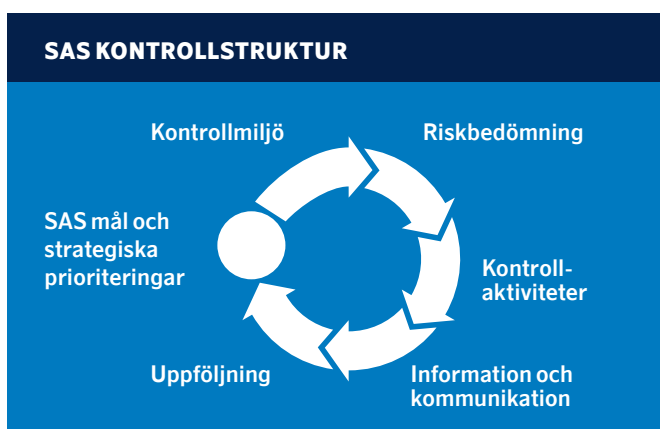 SAS KONTROLLSTRUKTUR
Kontrollmiljö
Riskbedömning
SAS mål och
strategiska
prioriteringar
Kontroll-
aktiviteter
Uppföljning
Information och
kommunikation